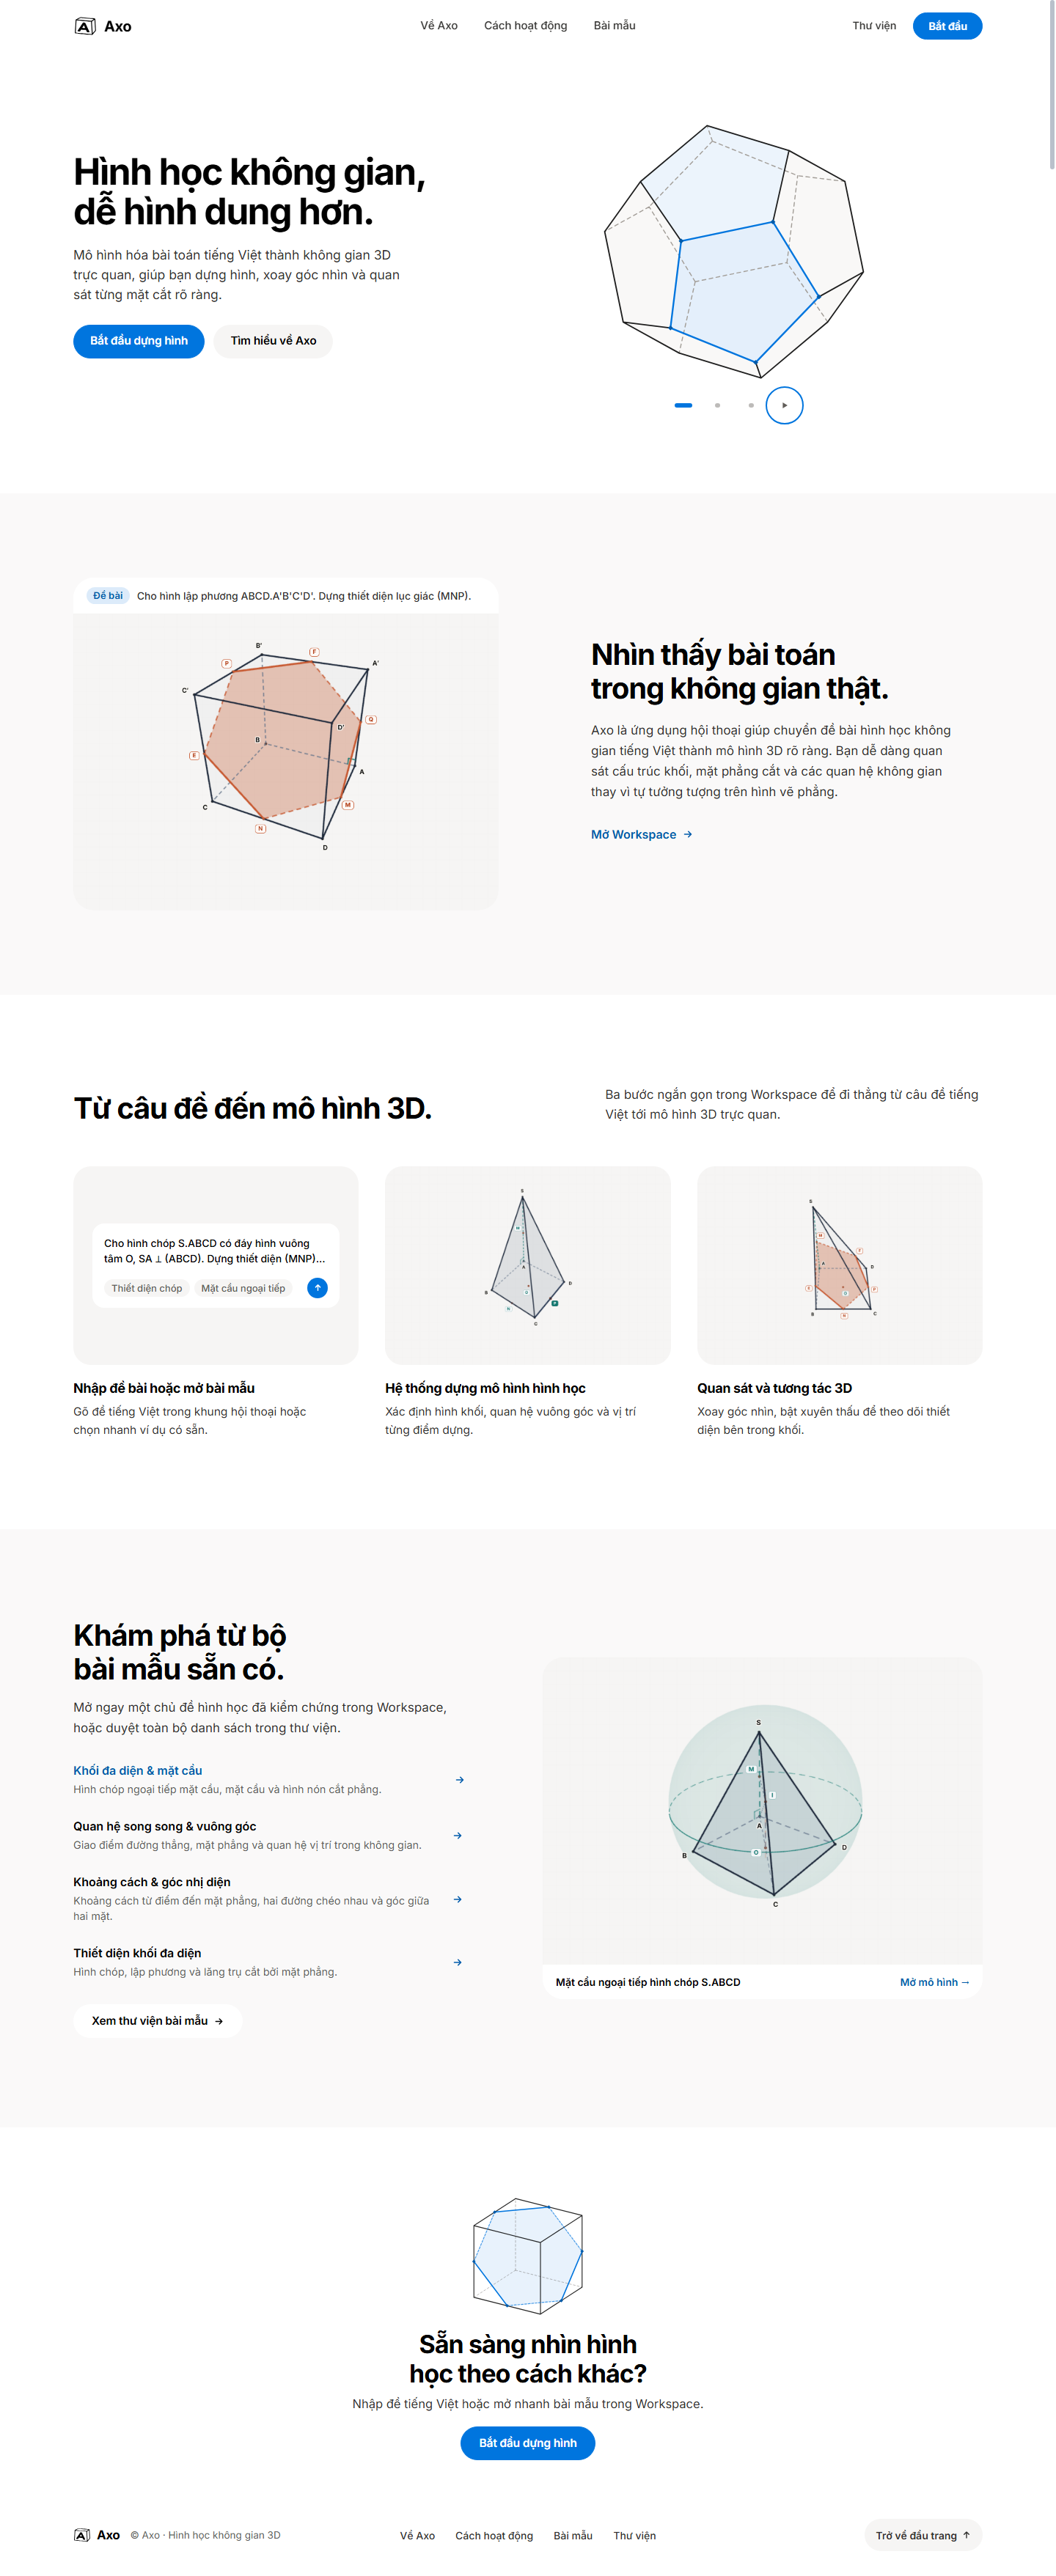 Axo
Về Axo
Cách hoạt động
Bài mẫu
Thư viện
Bắt đầu
Hình học không gian,
dễ hình dung hơn.
Mô hình hóa bài toán tiếng Việt thành không gian 3D
trực quan, giúp bạn dựng hình, xoay góc nhìn và quan
sát từng mặt cắt rõ ràng.
Bắt đầu dựng hình
Tìm hiểu về Axo
Đề bài
Cho hình lập phương ABCD.A'B'C'D'. Dựng thiết diện lục giác (MNP).
B'
F
P
A'
C'
Q
D'
B
E
A
C
M
N
D
Nhìn thấy bài toán
trong không gian thật.
Axo là ứng dụng hội thoại giúp chuyển đề bài hình học không
gian tiếng Việt thành mô hình 3D rõ ràng. Bạn dễ dàng quan
sát cấu trúc khối, mặt phẳng cắt và các quan hệ không gian
thay vì tự tưởng tượng trên hình vẽ phẳng.
Mở Workspace →
Từ câu đề đến mô hình 3D.
Ba bước ngắn gọn trong Workspace để đi thẳng từ câu đề tiếng
Việt tới mô hình 3D trực quan.
Cho hình chóp S.ABCD có đáy hình vuông
tâm O, SA ⊥ (ABCD). Dựng thiết diện (MNP)...
Thiết diện chóp
Mặt cầu ngoại tiếp
↑
S
M
A
D
B
N
P
C
S
M
F
A
D
E
P
B
N
C
Nhập đề bài hoặc mở bài mẫu
Gõ đề tiếng Việt trong khung hội thoại hoặc
chọn nhanh ví dụ có sẵn.
Hệ thống dựng mô hình hình học
Xác định hình khối, quan hệ vuông góc và vị trí
từng điểm dựng.
Quan sát và tương tác 3D
Xoay góc nhìn, bật xuyên thấu để theo dõi thiết
diện bên trong khối.
Khám phá từ bộ
bài mẫu sẵn có.
Mở ngay một chủ đề hình học đã kiểm chứng trong Workspace,
hoặc duyệt toàn bộ danh sách trong thư viện.
Khối đa diện & mặt cầu
Hình chóp ngoại tiếp mặt cầu, mặt cầu và hình nón cắt phẳng.
→
Quan hệ song song & vuông góc
Giao điểm đường thẳng, mặt phẳng và quan hệ vị trí trong không gian.
→
Khoảng cách & góc nhị diện
Khoảng cách từ điểm đến mặt phẳng, hai đường chéo nhau và góc giữa
hai mặt.
→
Thiết diện khối đa diện
Hình chóp, lập phương và lăng trụ cắt bởi mặt phẳng.
→
Xem thư viện bài mẫu →
S
M
I
A
D
B
O
C
Mặt cầu ngoại tiếp hình chóp S.ABCD
Mở mô hình →
Sẵn sàng nhìn hình
học theo cách khác?
Nhập đề tiếng Việt hoặc mở nhanh bài mẫu trong Workspace.
Bắt đầu dựng hình
Axo
© Axo · Hình học không gian 3D
Về Axo
Cách hoạt động
Bài mẫu
Thư viện
Trở về đầu trang ↑